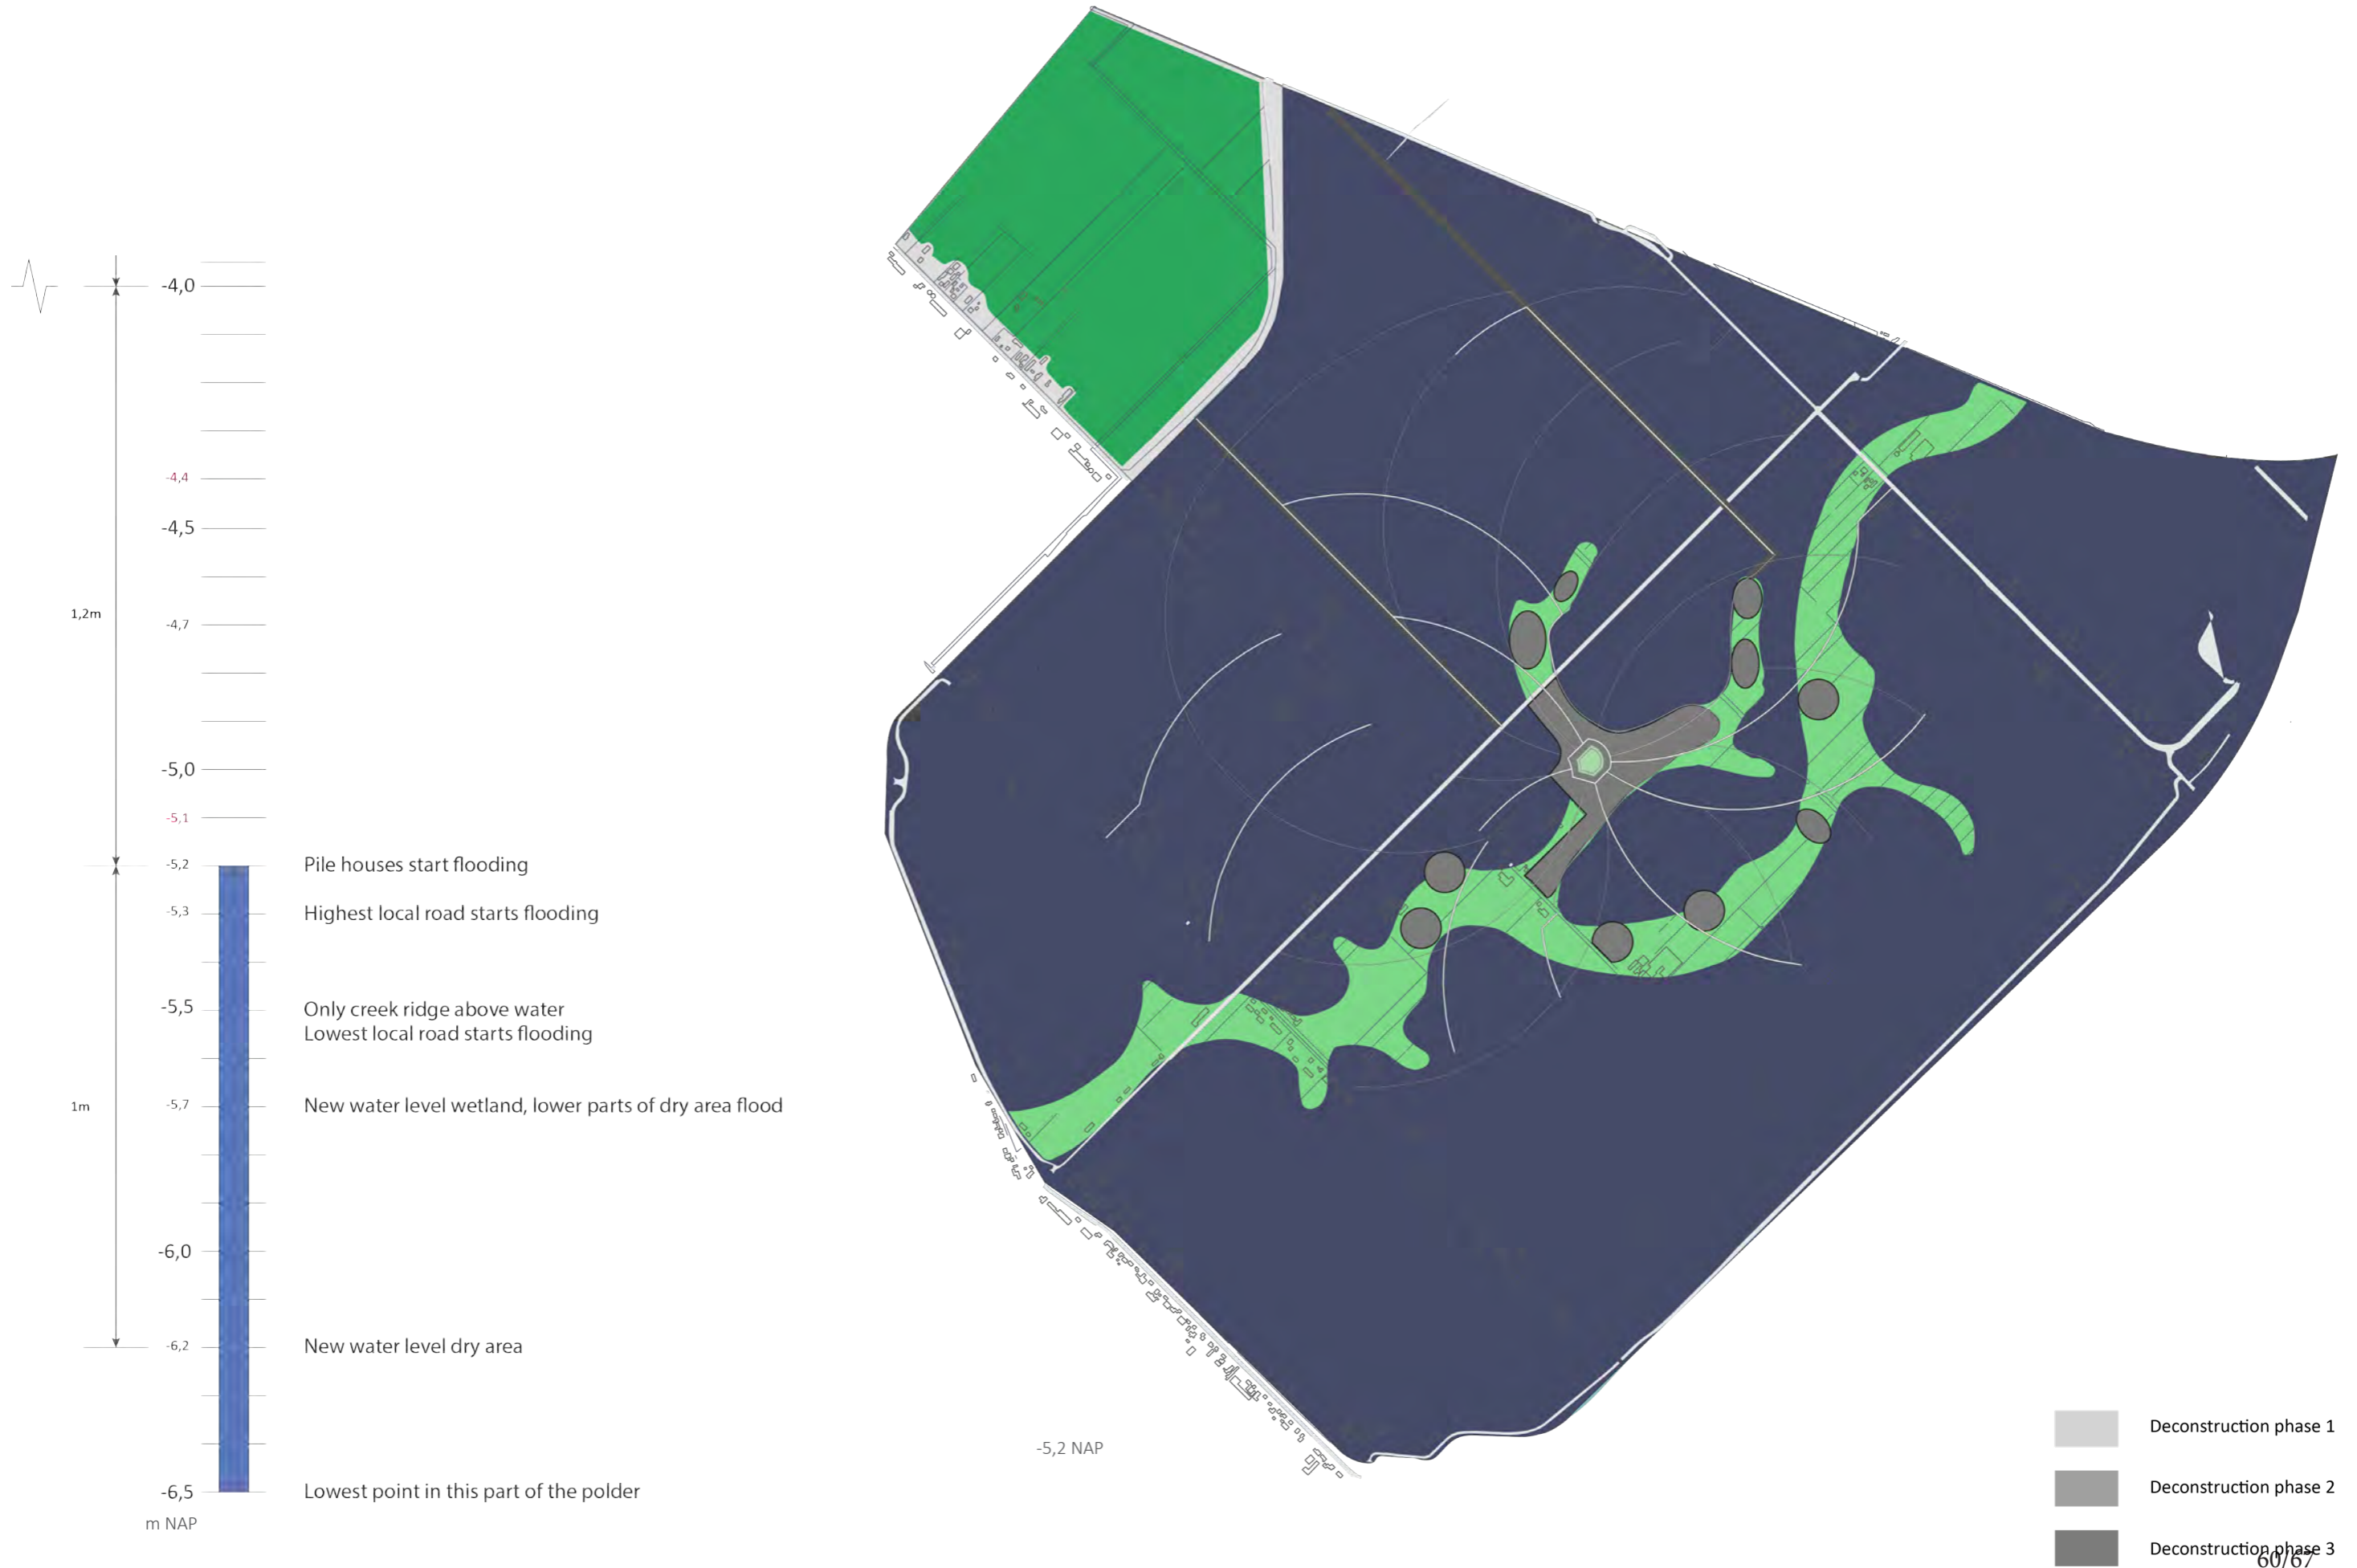 -4,0
-4,4
-4,5
1,2m
-4,7
-5,0
-5,1
-5,2 Pile houses start flooding
-5,3 Highest local road starts flooding
-5,5 Only creek ridge above water
Lowest local road starts flooding
1m
-5,7 New water level wetland, lower parts of dry area flood
-6,0
-6,2 New water level dry area
-6,5 Lowest point in this part of the polder
m NAP
-5,2 NAP
Deconstruction phase 1
Deconstruction phase 2
Deconstruction phase 3
60/67